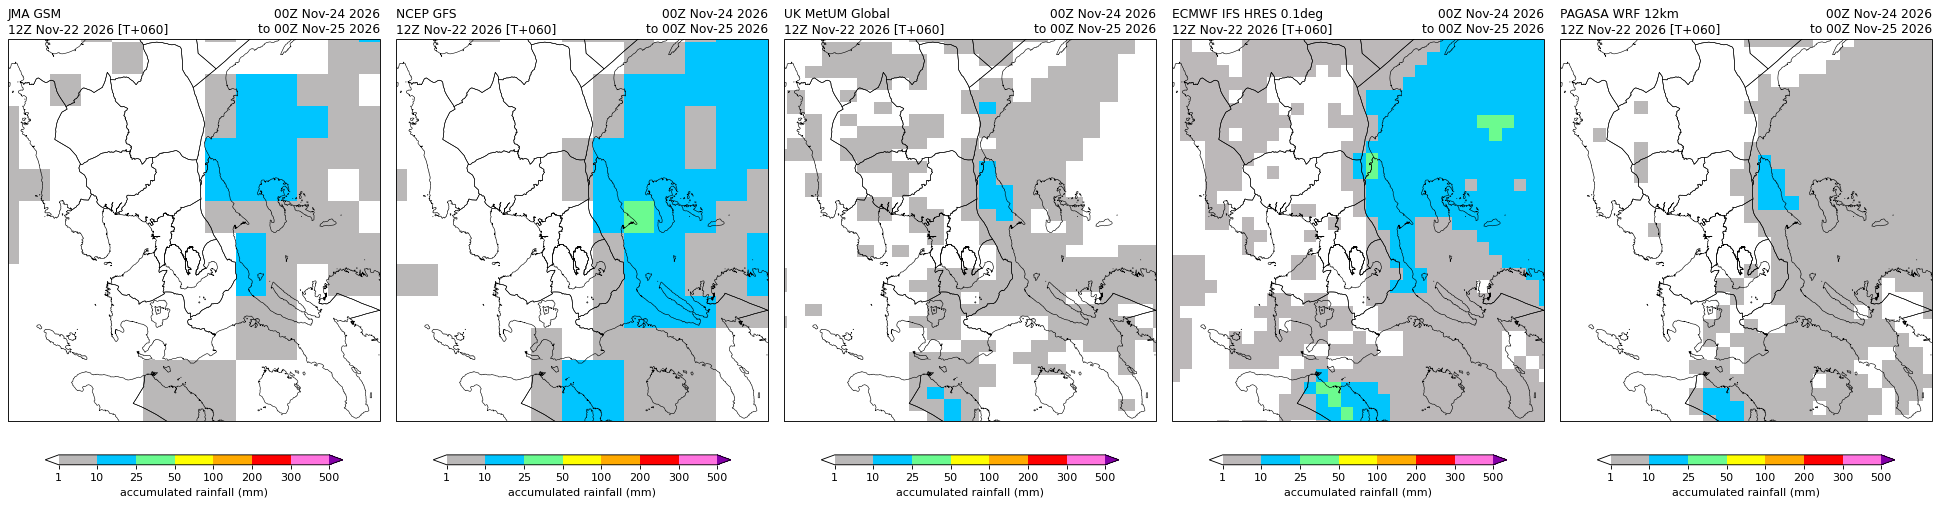 JMA GSM 00Z Nov-24 2026
12Z Nov-22 2026 [T+060] to 00Z Nov-25 2026
NCEP GFS 00Z Nov-24 2026
12Z Nov-22 2026 [T+060] to 00Z Nov-25 2026
UK MetUM Global 00Z Nov-24 2026
12Z Nov-22 2026 [T+060] to 00Z Nov-25 2026
ECMWF IFS HRES 0.1deg 00Z Nov-24 2026
12Z Nov-22 2026 [T+060] to 00Z Nov-25 2026
PAGASA WRF 12km 00Z Nov-24 2026
12Z Nov-22 2026 [T+060] to 00Z Nov-25 2026
1 10 25 50 100 200 300 500
accumulated rainfall (mm)
1 10 25 50 100 200 300 500
accumulated rainfall (mm)
1 10 25 50 100 200 300 500
accumulated rainfall (mm)
1 10 25 50 100 200 300 500
accumulated rainfall (mm)
1 10 25 50 100 200 300 500
accumulated rainfall (mm)